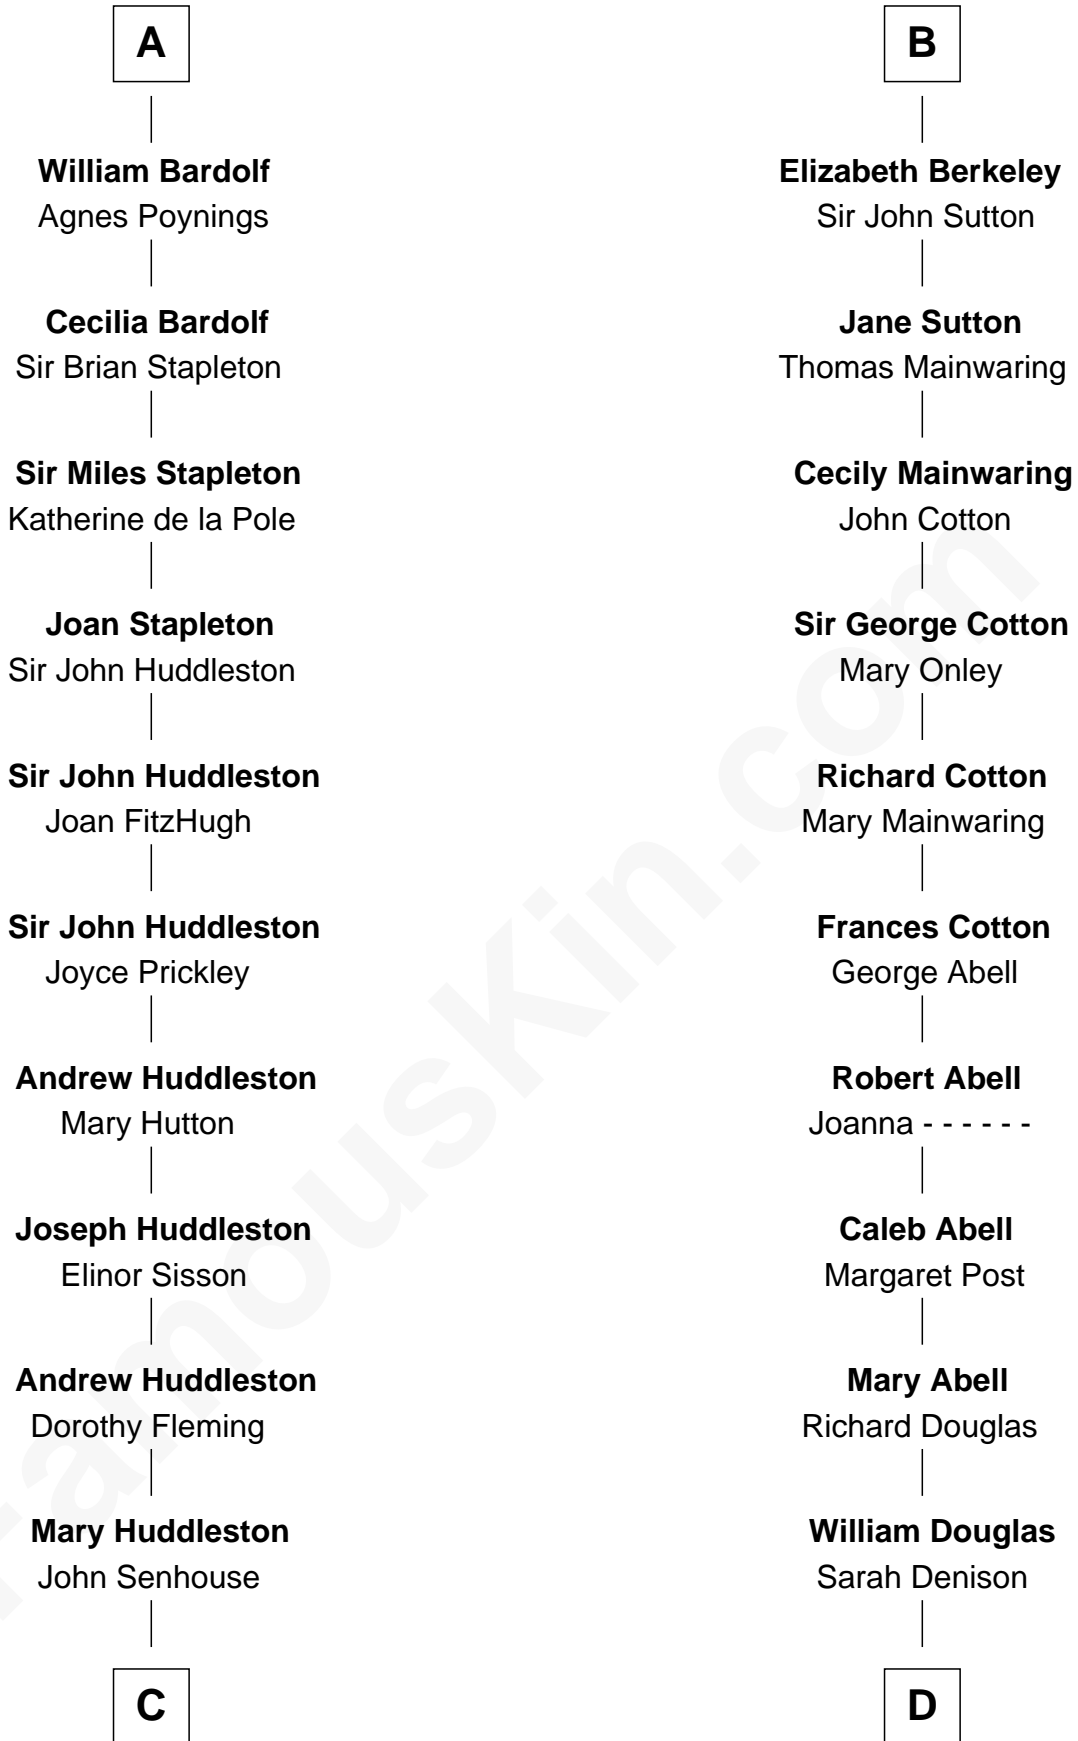 A
William Bardolf
Agnes Poynings
Cecilia Bardolf
Sir Brian Stapleton
Sir Miles Stapleton
Katherine de la Pole
Joan Stapleton
Sir John Huddleston
Sir John Huddleston
Joan FitzHugh
Sir John Huddleston
Joyce Prickley
Andrew Huddleston
Mary Hutton
Joseph Huddleston
Elinor Sisson
Andrew Huddleston
Dorothy Fleming
Mary Huddleston
John Senhouse
C
B
Elizabeth Berkeley
Sir John Sutton
Jane Sutton
Thomas Mainwaring
Cecily Mainwaring
John Cotton
Sir George Cotton
Mary Onley
Richard Cotton
Mary Mainwaring
Frances Cotton
George Abell
Robert Abell
Joanna - - - - - -
Caleb Abell
Margaret Post
Mary Abell
Richard Douglas
William Douglas
Sarah Denison
D
FamousKin.com